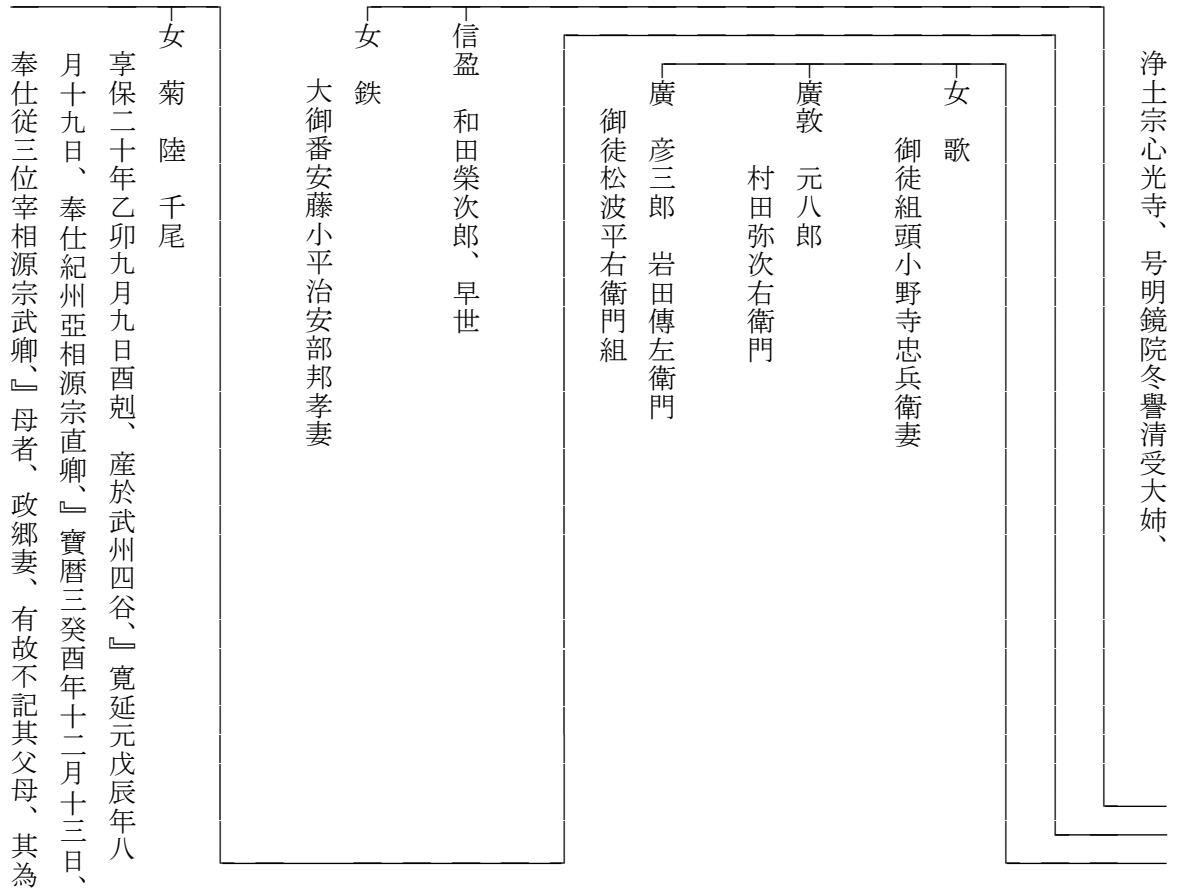 浄土宗心光寺、号明鏡院冬譽清受大姉、
女　歌
御徒組頭小野寺忠兵衛妻
廣敦　元八郎
村田弥次右衛門
廣　彦三郎　岩田傳左衛門
御徒松波平右衛門組
信盈　和田榮次郎、早世
女　鉄
大御番安藤小平治安部邦孝妻
女　菊　陸　千尾
享保二十年乙卯九月九日酉剋、産於武州四谷、』寛延元戊辰年八
月十九日、奉仕紀州亞相源宗直卿、』寶暦三癸酉年十二月十三日、
奉仕従三位宰相源宗武卿、』母者、政郷妻、有故不記其父母、其為